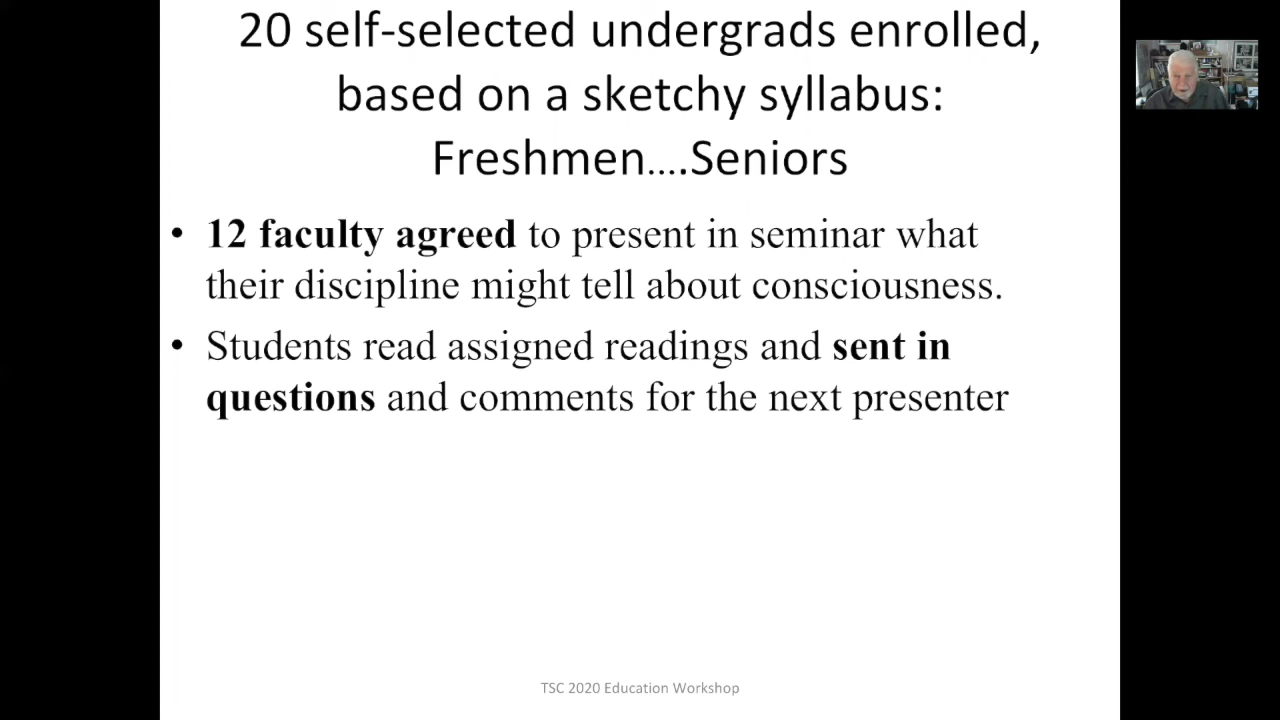 20 self-selected undergrads enrolled,
based on a sketchy syllabus:
Freshmen....Seniors
• 12 faculty agreed to present in seminar what
their discipline might tell about consciousness.
• Students read assigned readings and sent in
questions and comments for the next presenter
TSC 2020 Education Workshop